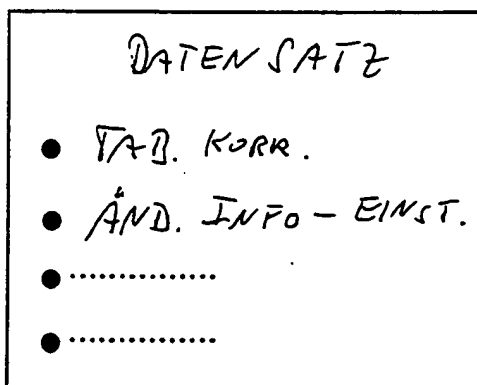 DATENSATZ
● TAB. KORR.
● ÄND. INFO - EINST.
● ...............
● ...............